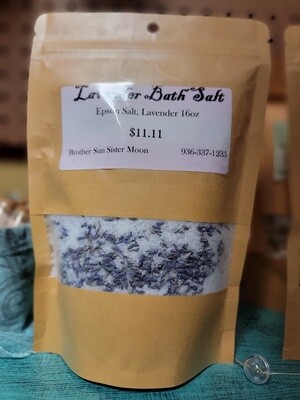 Lavender Bath Salt
Epsom Salt, Lavender 16oz
$11.11
Brother Sun Sister Moon 936-337-1235